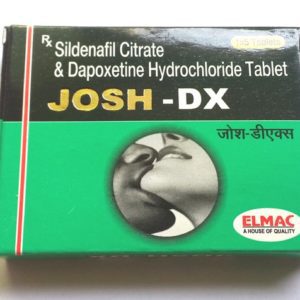 Rx Sildenafil Citrate
& Dapoxetine Hydrochloride Tablet
JOSH-DX
जोश-डीएक्स
ELMAC
A HOUSE OF QUALITY